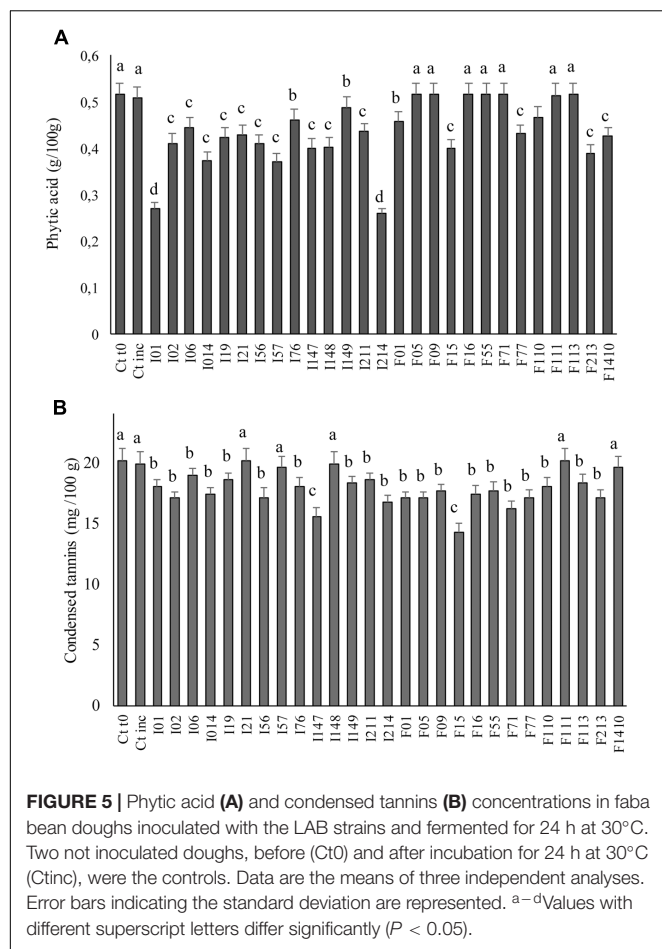 A
Phytic acid (g/100g)
0,6
0,5
0,4
0,3
0,2
0,1
0
a a d c c c c c c c b c c b c d b a a c a a a c a a c c
Ct t0 Ct inc I01 I02 I06 I014 I19 I21 I56 I57 I76 I147 I148 I149 I211 I214 F01 F05 F09 F15 F16 F55 F71 F77 F110 F111 F113 F213 F1410
B
Condensed tannins (mg /100 g)
20
15
10
5
0
a a b b b b b a b a b c a b b b b b b c b b b b b a b b a
Ct t0 Ct inc I01 I02 I06 I014 I19 I21 I56 I57 I76 I147 I148 I149 I211 I214 F01 F05 F09 F15 F16 F55 F71 F77 F110 F111 F113 F213 F1410
FIGURE 5 | Phytic acid (A) and condensed tannins (B) concentrations in faba
bean doughs inoculated with the LAB strains and fermented for 24 h at 30°C.
Two not inoculated doughs, before (Ct0) and after incubation for 24 h at 30°C
(Ctinc), were the controls. Data are the means of three independent analyses.
Error bars indicating the standard deviation are represented. a−dValues with
different superscript letters differ significantly (P < 0.05).